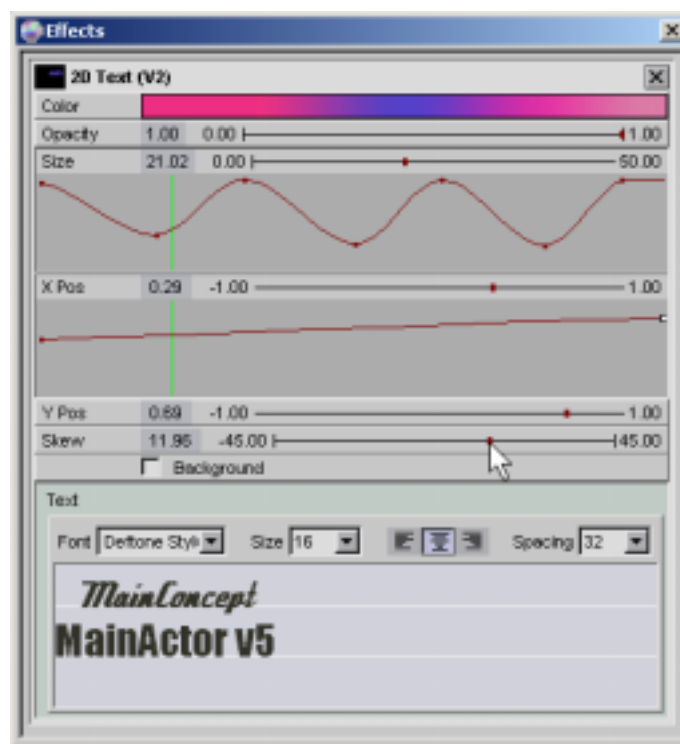 Effects
2D Text (V2)
Color
Opacity 1.00 0.00 1.00
Size 21.02 0.00 50.00
X Pos 0.29 -1.00 1.00
Y Pos 0.69 -1.00 1.00
Skew 11.95 -45.00 45.00
Background
Text
Font Deftone Styli Size 16 Spacing 32
MainConcept
MainActor v5